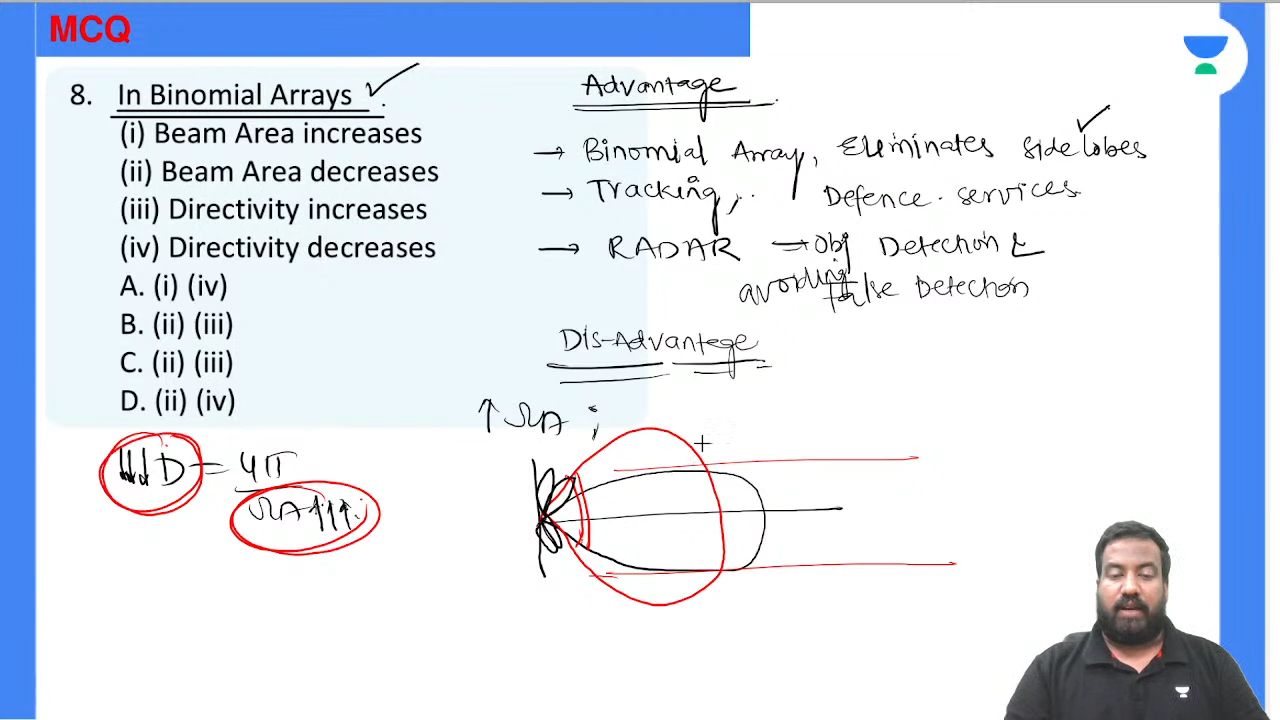 MCQ
8. In Binomial Arrays
(i) Beam Area increases
(ii) Beam Area decreases
(iii) Directivity increases
(iv) Directivity decreases
A. (i) (iv)
B. (ii) (iii)
C. (ii) (iii)
D. (ii) (iv)
Advantage
→ Binomial Array, Eliminates sidelobes
→ Tracking, .. Defence. services
→ RADAR → Obj Detection &
avoiding false Detection
Dis-Advantage
↑ ΩA ;
↓↓↓ D = 4π
ΩA↑↑↑;